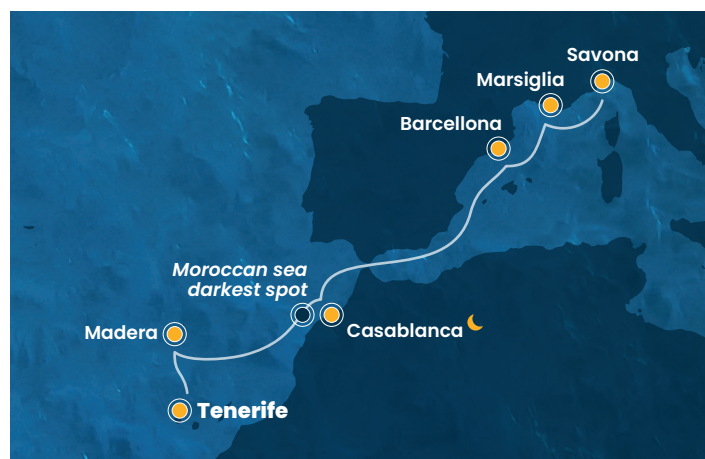 Savona
Marsiglia
Barcellona
Moroccan sea
darkest spot
Madera
Casablanca
Tenerife